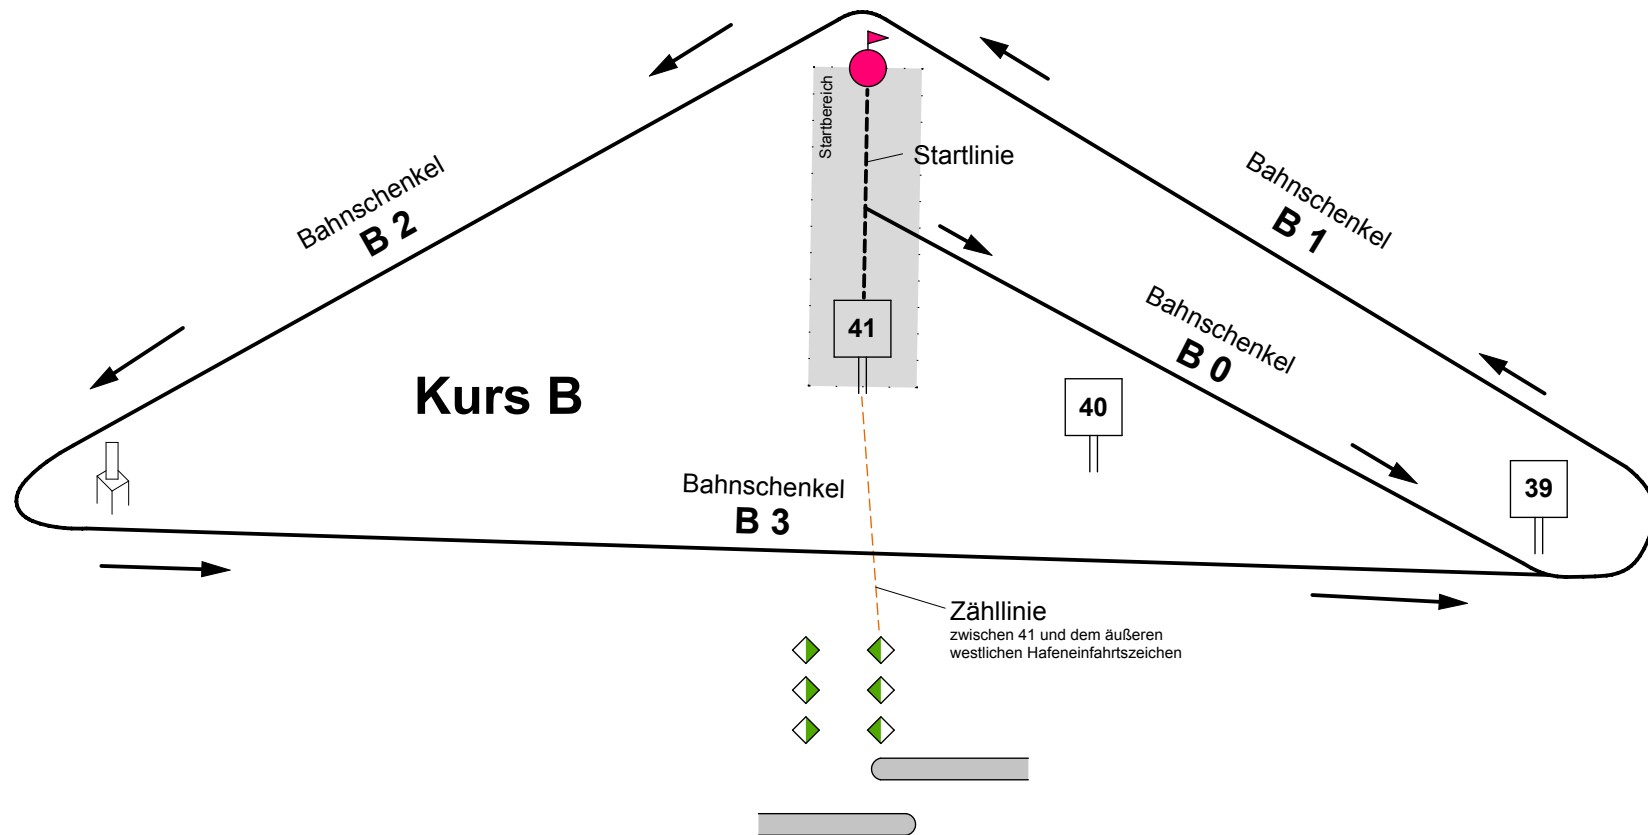 Startbereich
Startlinie
Bahnschenkel
B 2
Bahnschenkel
B 1
Bahnschenkel
B 0
41
40
39
Kurs B
Bahnschenkel
B 3
Zähllinie
zwischen 41 und dem äußeren
westlichen Hafeneinfahrtszeichen